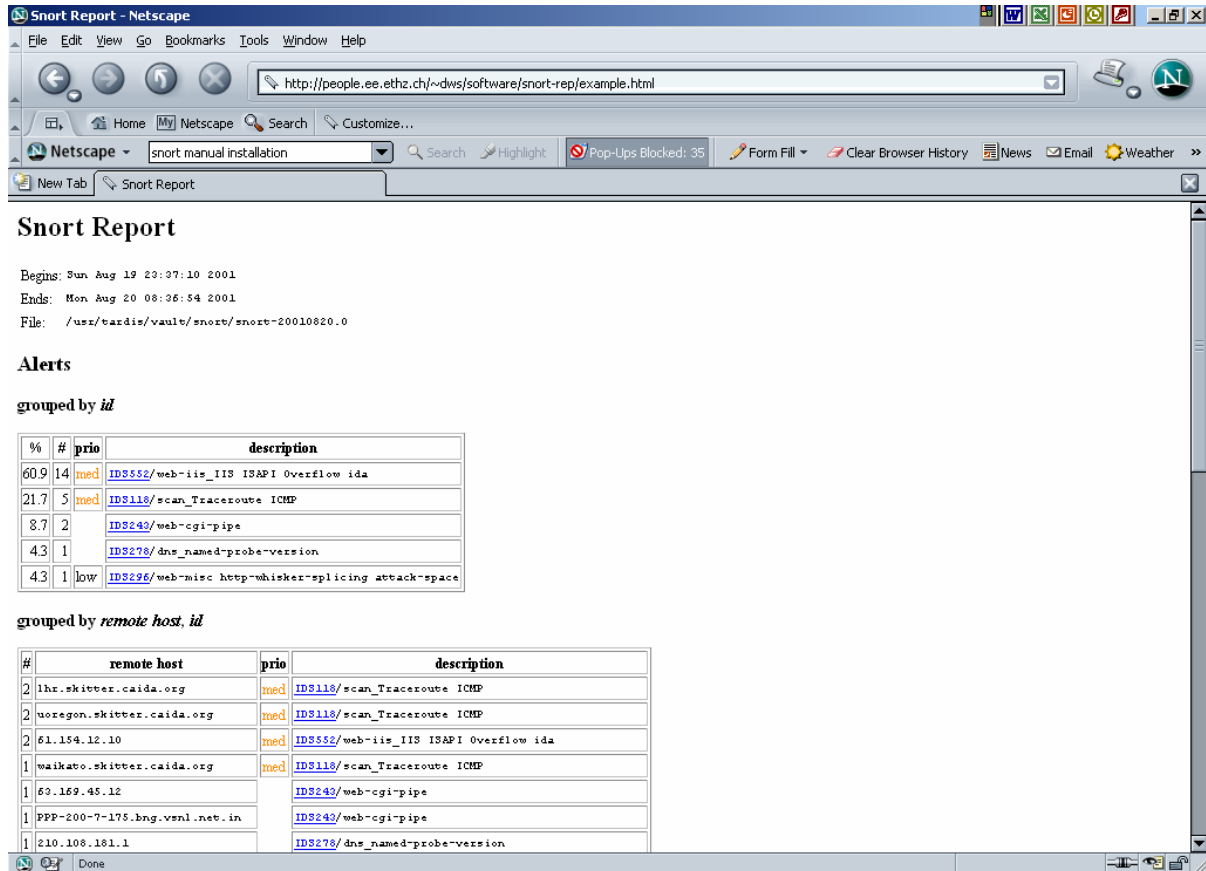 Snort Report - Netscape
File Edit View Go Bookmarks Tools Window Help
http://people.ee.ethz.ch/~dws/software/snort-rep/example.html
Home My Netscape Search Customize...
Netscape snort manual installation Search Highlight Pop-Ups Blocked: 35 Form Fill Clear Browser History News Email Weather »
New Tab Snort Report
Snort Report
Begins: Sun Aug 19 23:37:10 2001
Ends: Mon Aug 20 08:36:54 2001
File: /usr/tardis/vault/snort/snort-20010820.0
Alerts
grouped by id
% # prio description
60.9 14 med IDS552/web-iis_IIS ISAPI Overflow ida
21.7 5 med IDS118/scan_Traceroute ICMP
8.7 2 IDS243/web-cgi-pipe
4.3 1 IDS278/dns_named-probe-version
4.3 1 low IDS296/web-misc http-whisker-splicing attack-space
grouped by remote host, id
# remote host prio description
2 lhr.skitter.caida.org med IDS118/scan_Traceroute ICMP
2 uoregon.skitter.caida.org med IDS118/scan_Traceroute ICMP
2 61.154.12.10 med IDS552/web-iis_IIS ISAPI Overflow ida
1 waikato.skitter.caida.org med IDS118/scan_Traceroute ICMP
1 63.169.45.12 IDS243/web-cgi-pipe
1 PPP-200-7-175.bng.vsnl.net.in IDS243/web-cgi-pipe
1 210.108.181.1 IDS278/dns_named-probe-version
Done